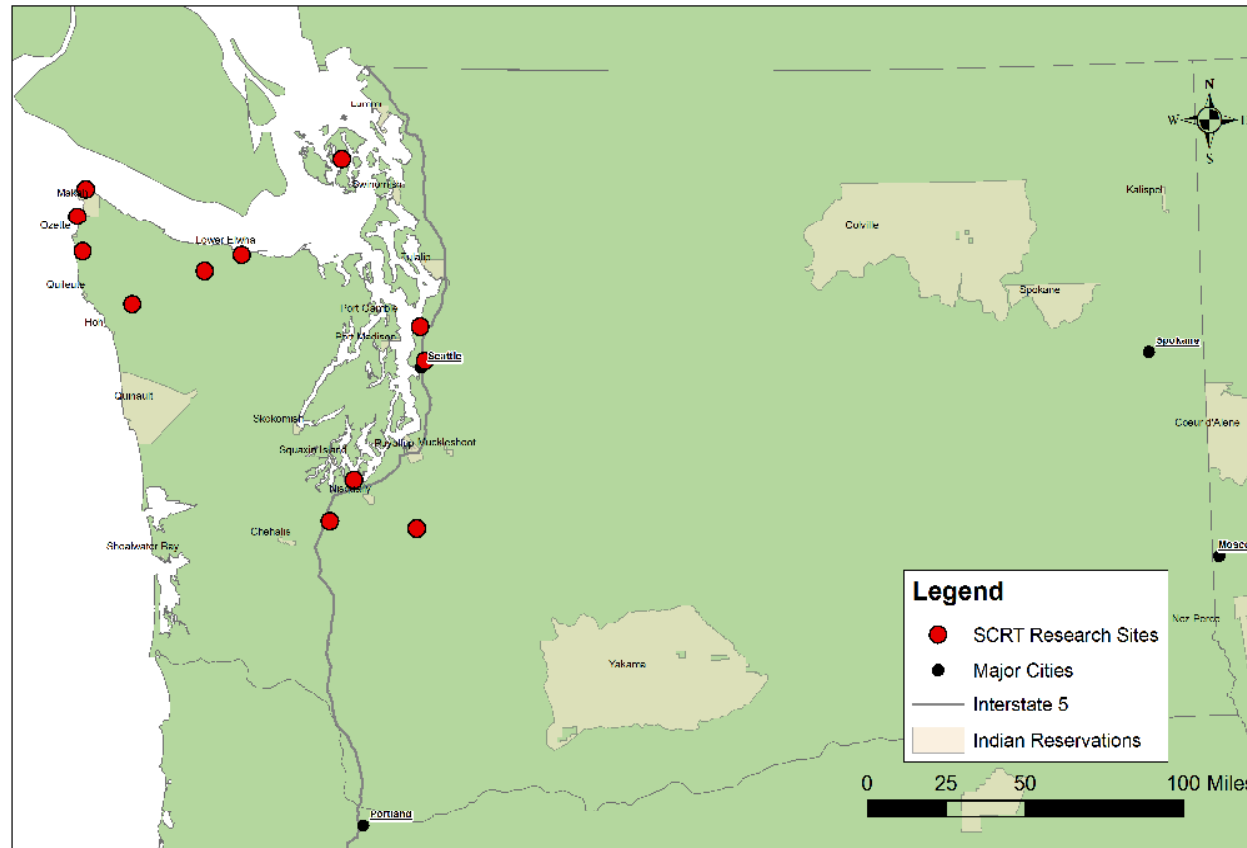 Lummi
N
W
S
Swinomish
Makah
Kalispel
Ozette
Colville
Lower Elwha
Tulalip
Quileute
Spokane
Port Gamble
Hoh
Port Madison
Seattle
Spokane
Quinault
Skokomish
Coeur d'Alene
Puyallup
Muckleshoot
Squaxin Island
Nisqually
Chehalis
Shoalwater Bay
Mosco
Legend
SCRT Research Sites
Nez Perce
Yakama
Major Cities
Interstate 5
Indian Reservations
0 25 50 100 Miles
Portland